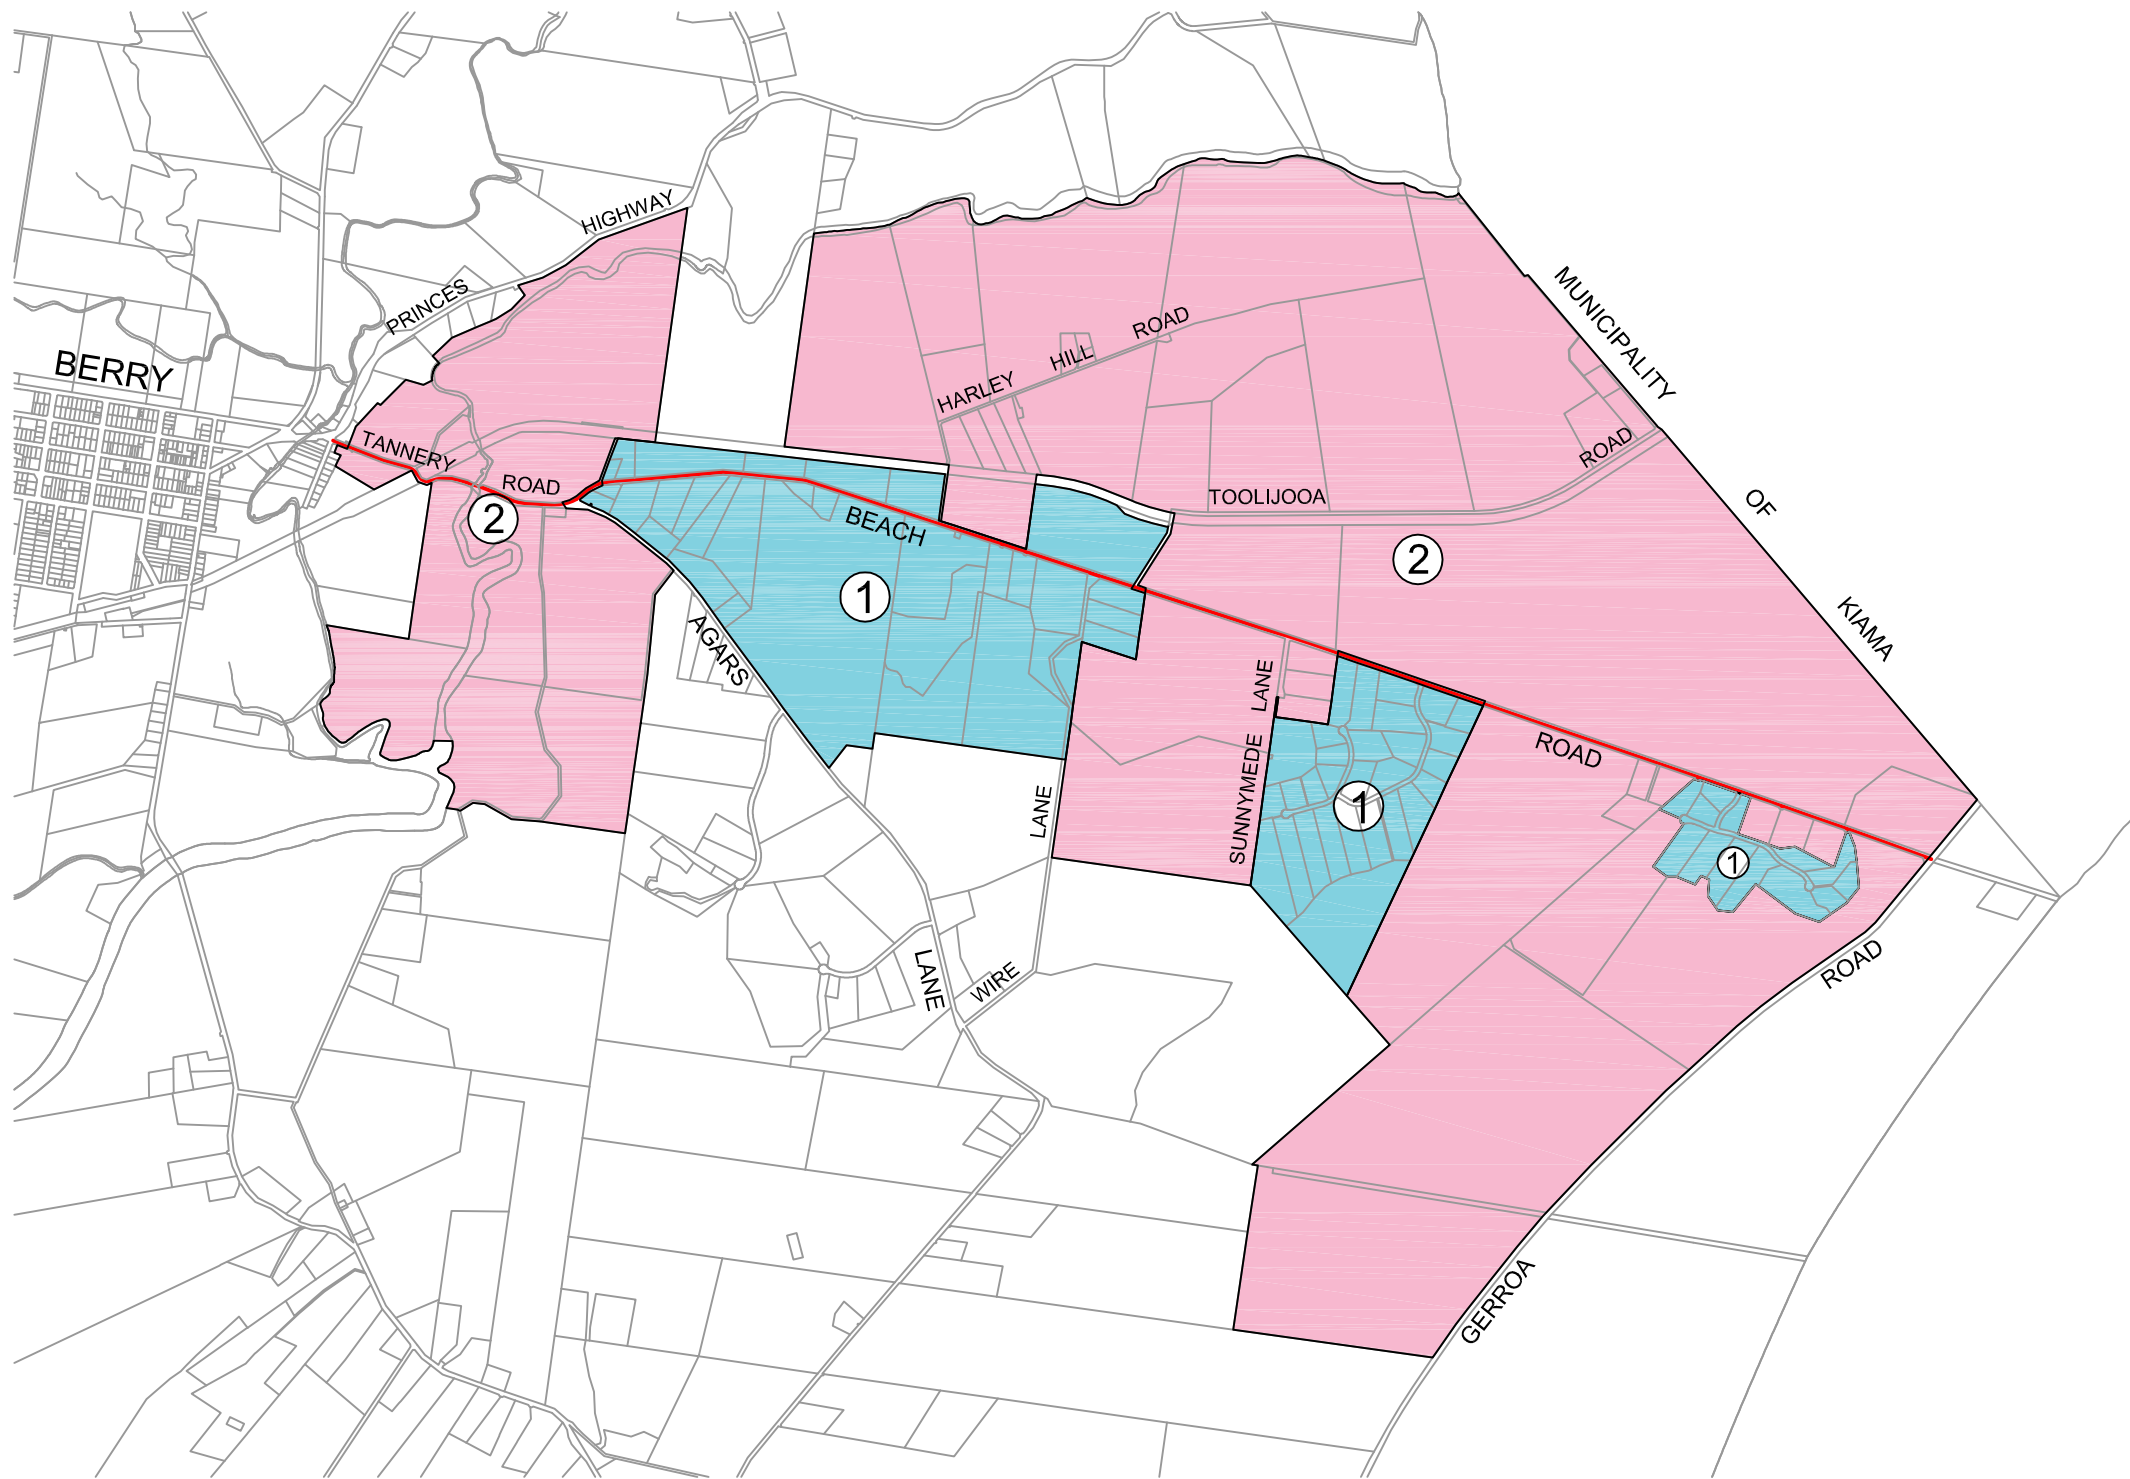 HIGHWAY
PRINCES
BERRY
MUNICIPALITY
OF
KIAMA
HARLEY
HILL
ROAD
TANNERY
ROAD
ROAD
TOOLIJOOA
2
BEACH
2
1
AGARS
LANE
SUNNYMEDE
LANE
1
ROAD
1
LANE
WIRE
LANE
ROAD
GERROA